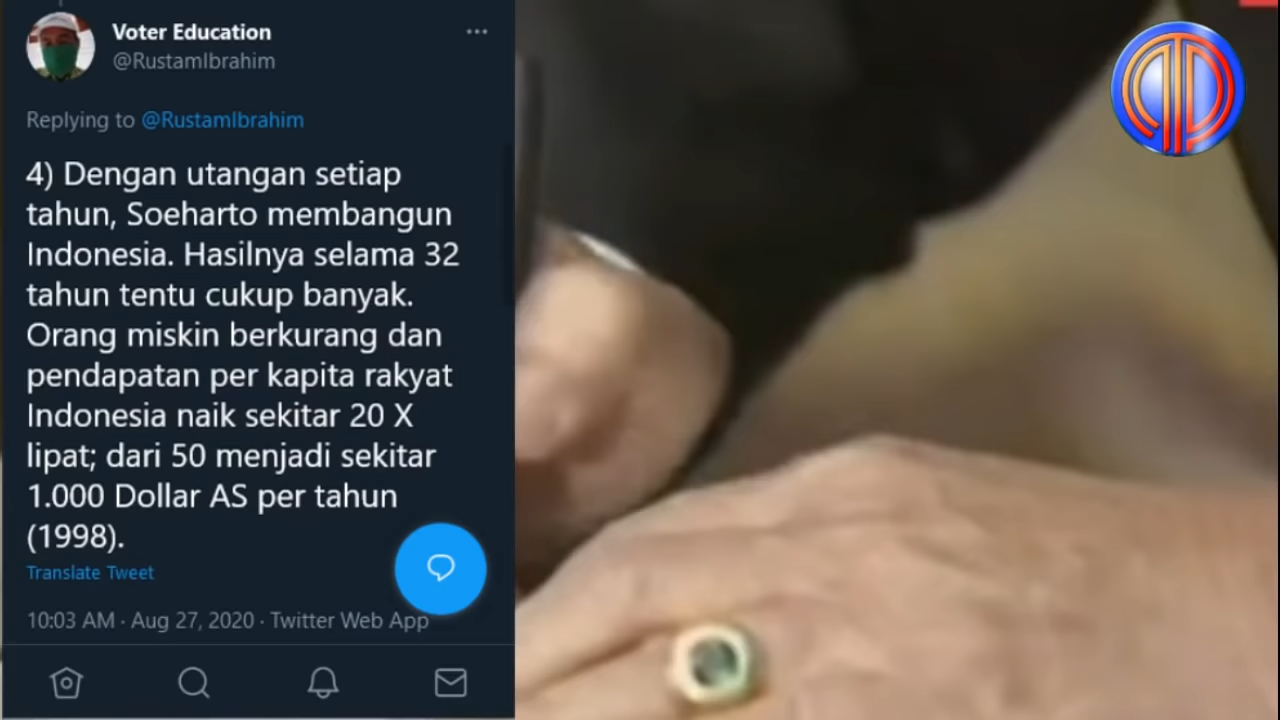 Voter Education
@RustamIbrahim
Replying to @RustamIbrahim
4) Dengan utangan setiap
tahun, Soeharto membangun
Indonesia. Hasilnya selama 32
tahun tentu cukup banyak.
Orang miskin berkurang dan
pendapatan per kapita rakyat
Indonesia naik sekitar 20 X
lipat; dari 50 menjadi sekitar
1.000 Dollar AS per tahun
(1998).
Translate Tweet
10:03 AM · Aug 27, 2020 · Twitter Web App